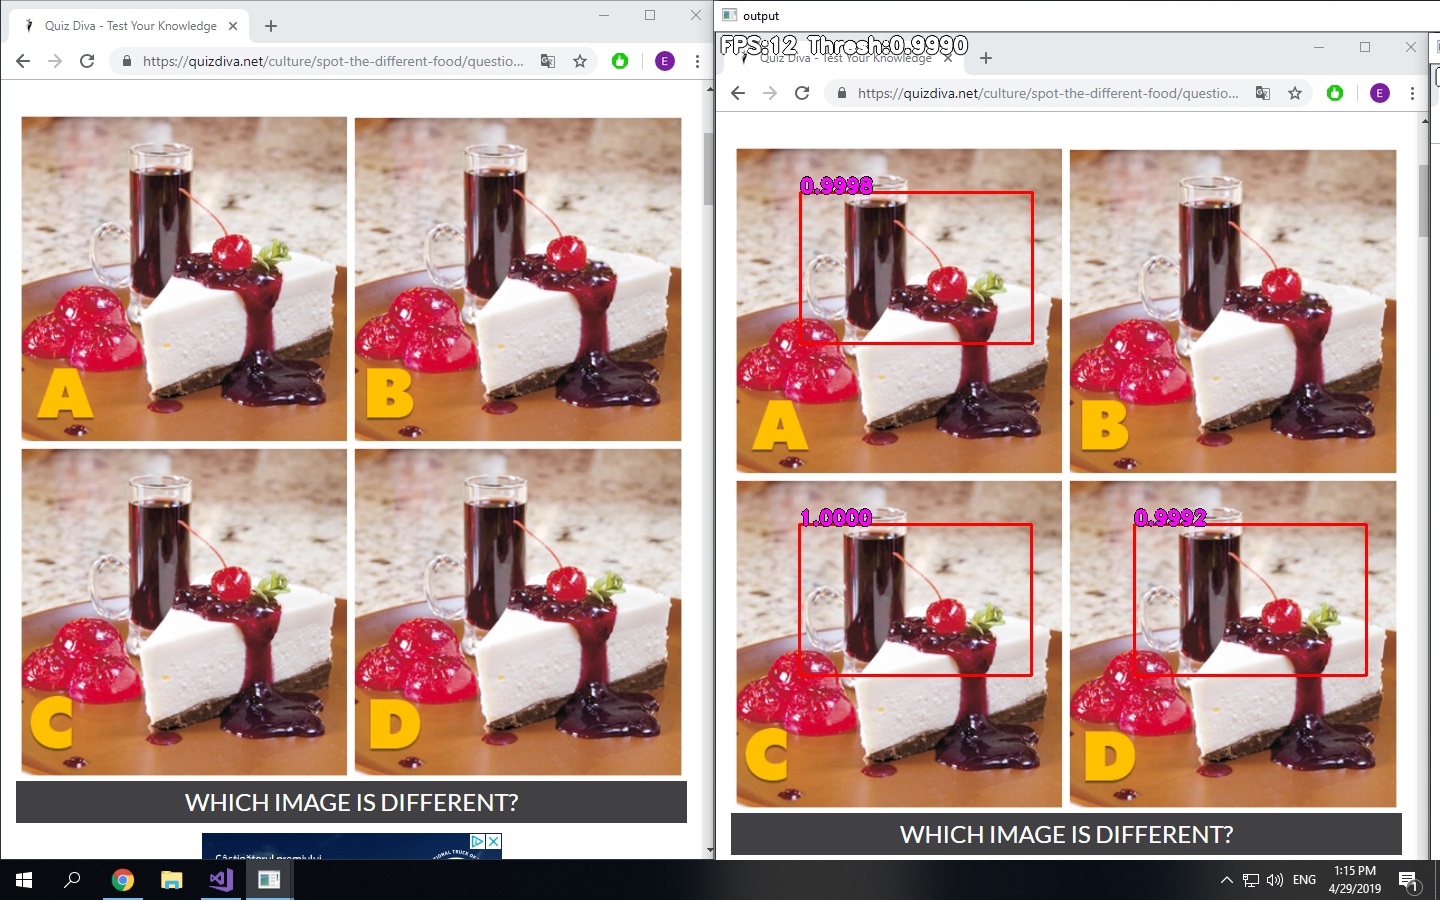 Quiz Diva - Test Your Knowledge
https://quizdiva.net/culture/spot-the-different-food/questio...
E
A
B
C
D
WHICH IMAGE IS DIFFERENT?
Câștigătorul premiului
output
FPS:12 Thresh:0.9990
Quiz Diva - Test Your Knowledge
https://quizdiva.net/culture/spot-the-different-food/questio...
E
0.9998
A
B
1.0000
0.9992
C
D
WHICH IMAGE IS DIFFERENT?
ENG
1:15 PM
4/29/2019
1